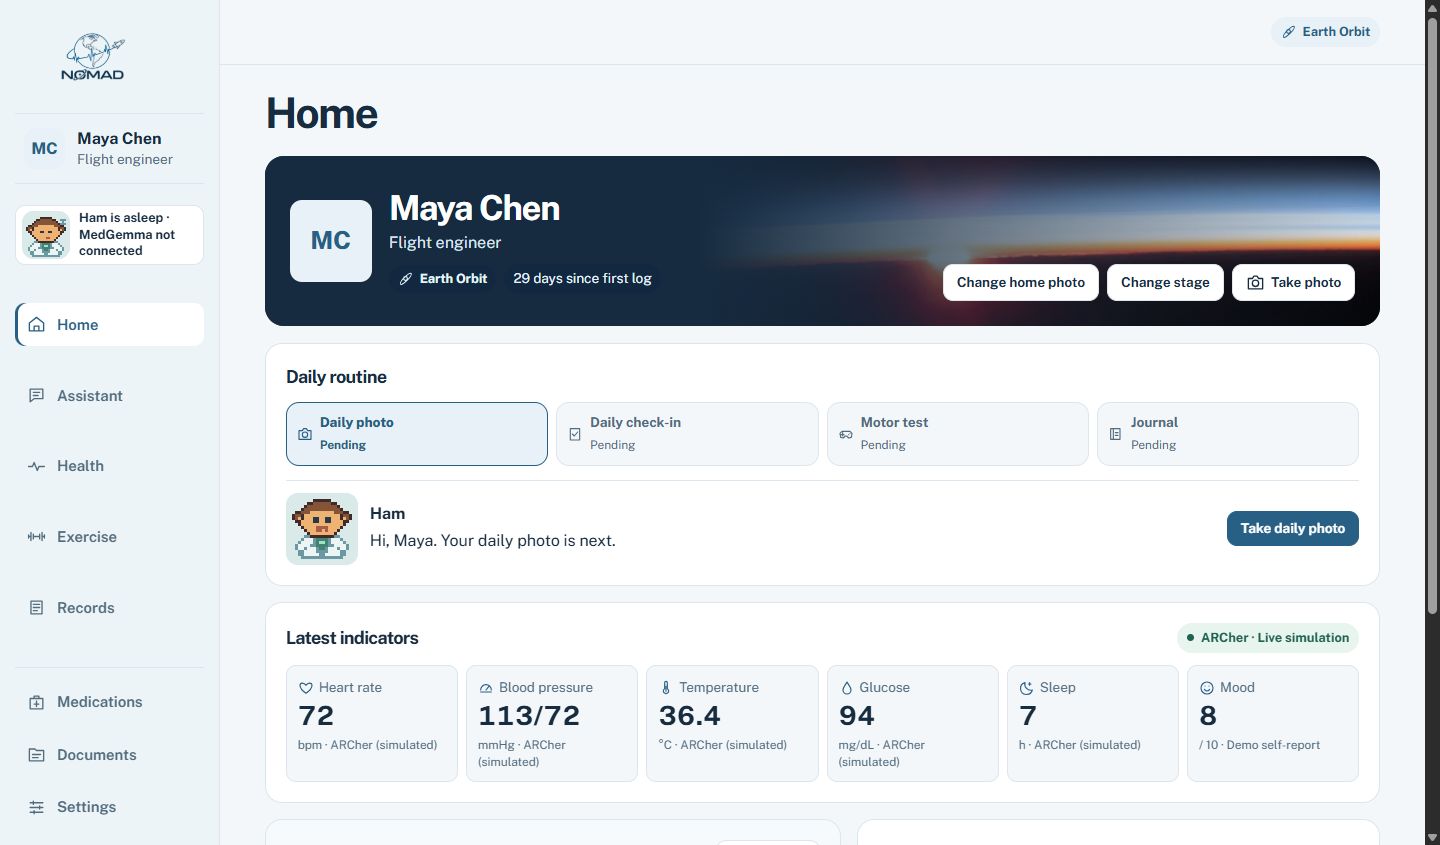 NOMAD
MC
Maya Chen
Flight engineer
Ham is asleep ·
MedGemma not
connected
Home
Assistant
Health
Exercise
Records
Medications
Documents
Settings
Earth Orbit
Home
MC
Maya Chen
Flight engineer
Earth Orbit
29 days since first log
Change home photo
Change stage
Take photo
Daily routine
Daily photo
Pending
Daily check-in
Pending
Motor test
Pending
Journal
Pending
Ham
Hi, Maya. Your daily photo is next.
Take daily photo
Latest indicators
ARCher · Live simulation
Heart rate
72
bpm · ARCher (simulated)
Blood pressure
113/72
mmHg · ARCher
(simulated)
Temperature
36.4
°C · ARCher (simulated)
Glucose
94
mg/dL · ARCher
(simulated)
Sleep
7
h · ARCher (simulated)
Mood
8
/ 10 · Demo self-report